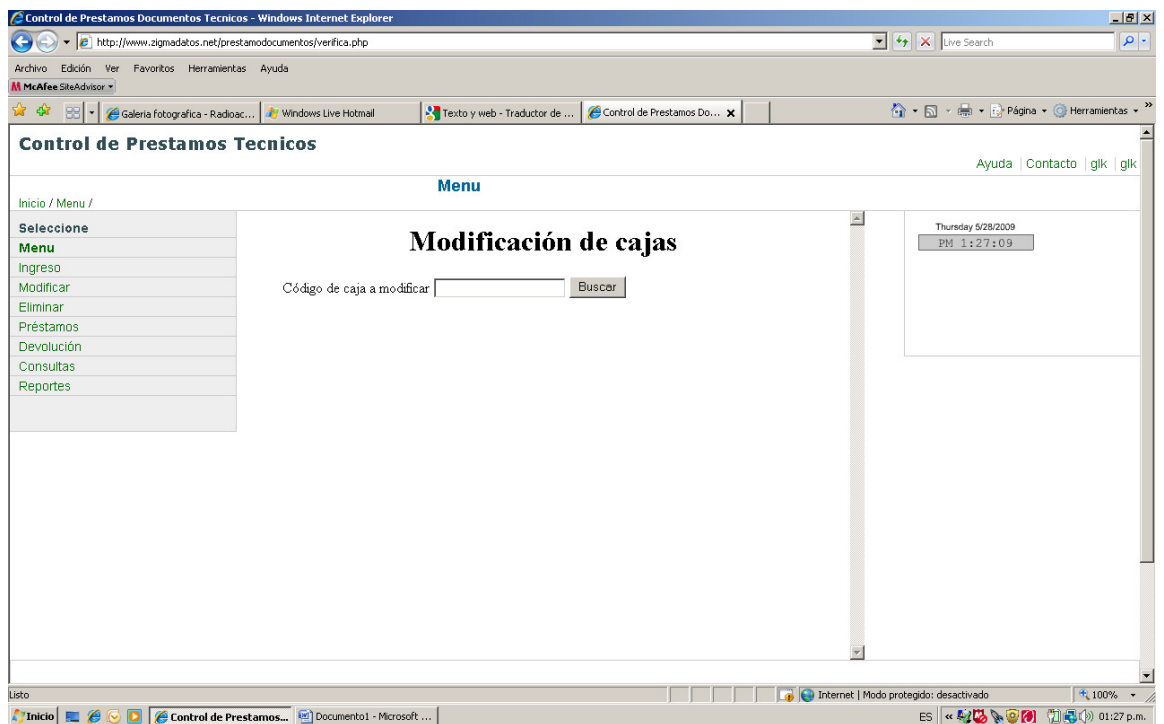 Control de Prestamos Documentos Tecnicos - Windows Internet Explorer
http://www.zigmadatos.net/prestamodocumentos/verifica.php
Live Search
Archivo Edición Ver Favoritos Herramientas Ayuda
McAfee SiteAdvisor
Galeria fotografica - Radioac... Windows Live Hotmail Texto y web - Traductor de ... Control de Prestamos Do... Página Herramientas
Control de Prestamos Tecnicos
Ayuda Contacto glk glk
Menu
Inicio / Menu /
Seleccione
Menu
Ingreso
Modificar
Eliminar
Préstamos
Devolución
Consultas
Reportes
Modificación de cajas
Código de caja a modificar Buscar
Thursday 5/28/2009
PM 1:27:09
Listo Internet | Modo protegido: desactivado 100%
Inicio Control de Prestamos... Documento1 - Microsoft ... ES 01:27 p.m.